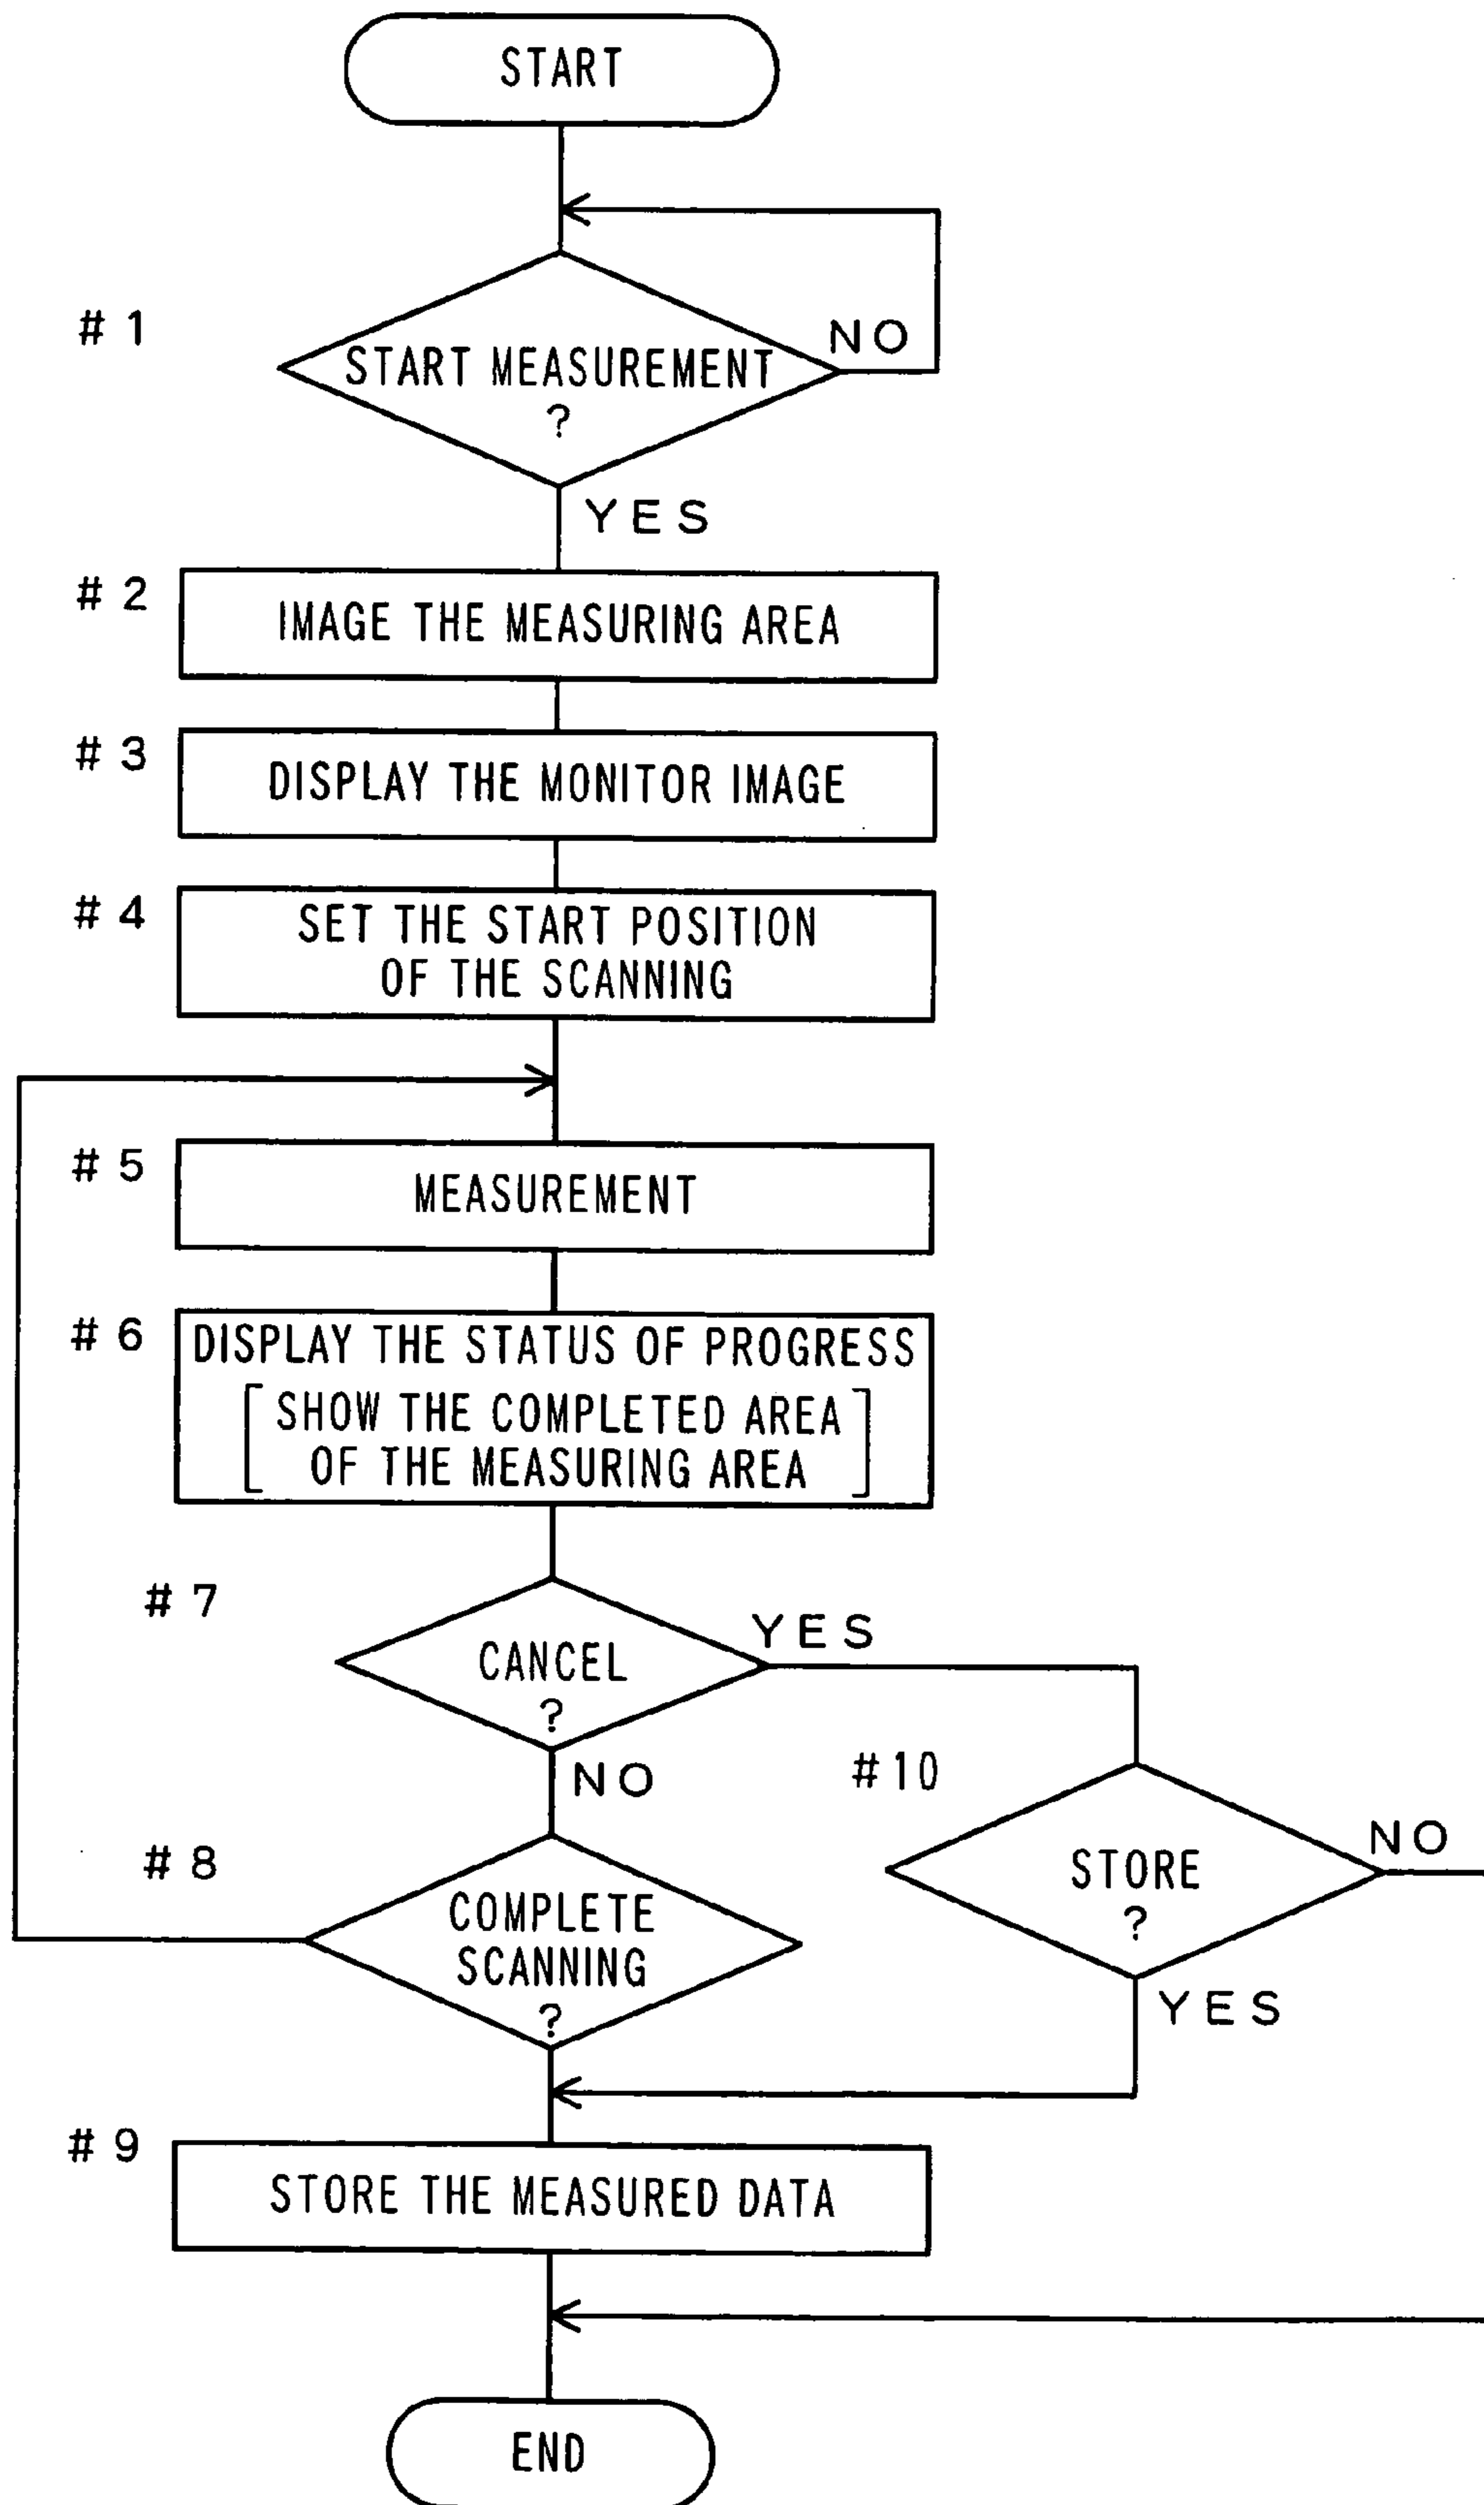 START
# 1
NO
START MEASUREMENT
?
YES
# 2
IMAGE THE MEASURING AREA
# 3
DISPLAY THE MONITOR IMAGE
# 4
SET THE START POSITION
OF THE SCANNING
# 5
MEASUREMENT
# 6
DISPLAY THE STATUS OF PROGRESS
[ SHOW THE COMPLETED AREA
OF THE MEASURING AREA ]
# 7
YES
CANCEL
?
NO
#10
NO
STORE
?
YES
# 8
COMPLETE
SCANNING
?
# 9
STORE THE MEASURED DATA
END